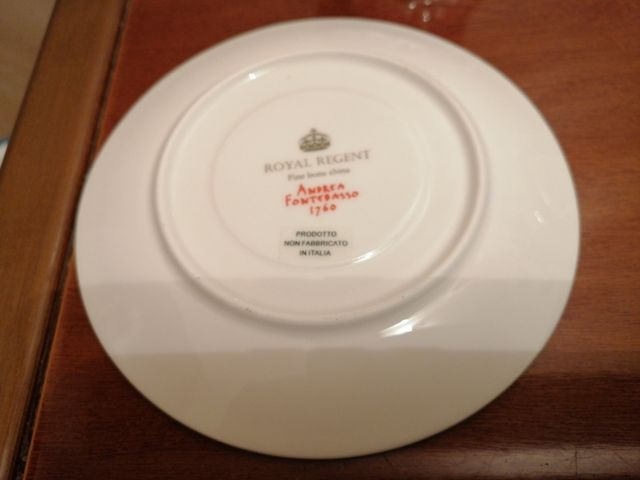 ROYAL REGENT
Fine bone china
ANDREA
FONTEBASSO
1760
PRODOTTO
NON FABBRICATO
IN ITALIA